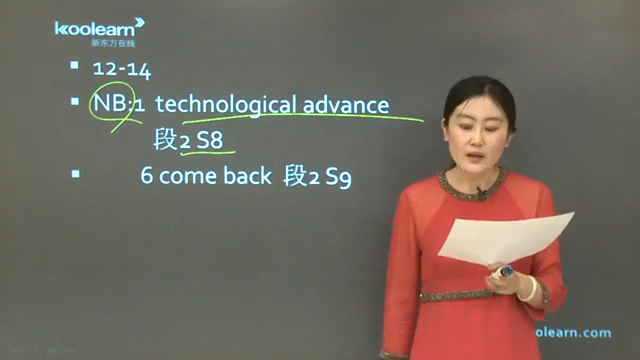 koolearn
新东方在线
12-14
NB:1 technological advance
段2 S8
6 come back 段2 S9
oolearn.com